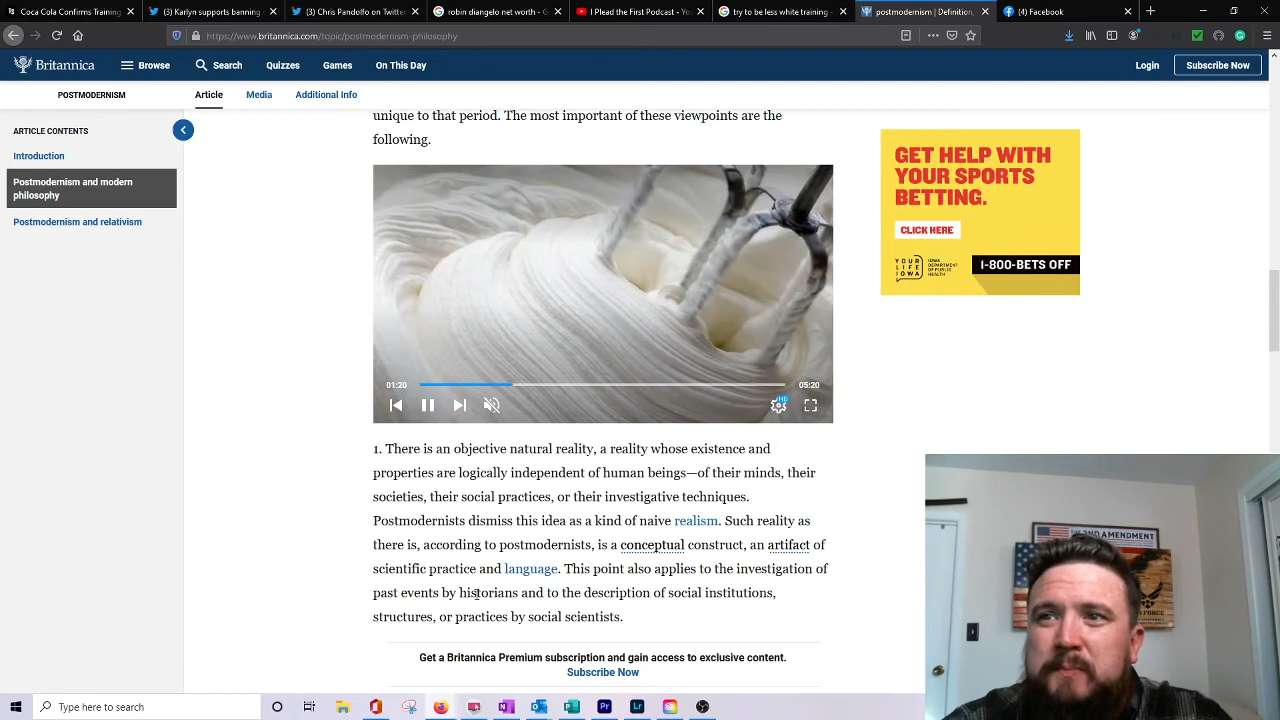 Coca Cola Confirms Training
(3) Karlyn supports banning
(3) Chris Pandolfo on Twitter
robin diangelo net worth - G
I Plead the First Podcast - Yo
try to be less white training -
postmodernism | Definition,
(4) Facebook
https://www.britannica.com/topic/postmodernism-philosophy
Britannica
Browse
Search
Quizzes
Games
On This Day
Login
Subscribe Now
POSTMODERNISM
Article
Media
Additional Info
ARTICLE CONTENTS
Introduction
Postmodernism and modern
philosophy
Postmodernism and relativism
unique to that period. The most important of these viewpoints are the
following.
01:20
05:20
HD
1. There is an objective natural reality, a reality whose existence and
properties are logically independent of human beings—of their minds, their
societies, their social practices, or their investigative techniques.
Postmodernists dismiss this idea as a kind of naive realism. Such reality as
there is, according to postmodernists, is a conceptual construct, an artifact of
scientific practice and language. This point also applies to the investigation of
past events by historians and to the description of social institutions,
structures, or practices by social scientists.
Get a Britannica Premium subscription and gain access to exclusive content.
Subscribe Now
GET HELP WITH
YOUR SPORTS
BETTING.
CLICK HERE
YOUR
LIFE
IOWA
IOWA
DEPARTMENT
OF PUBLIC
HEALTH
1-800-BETS OFF
2ND AMENDMENT
FORCE
Type here to search